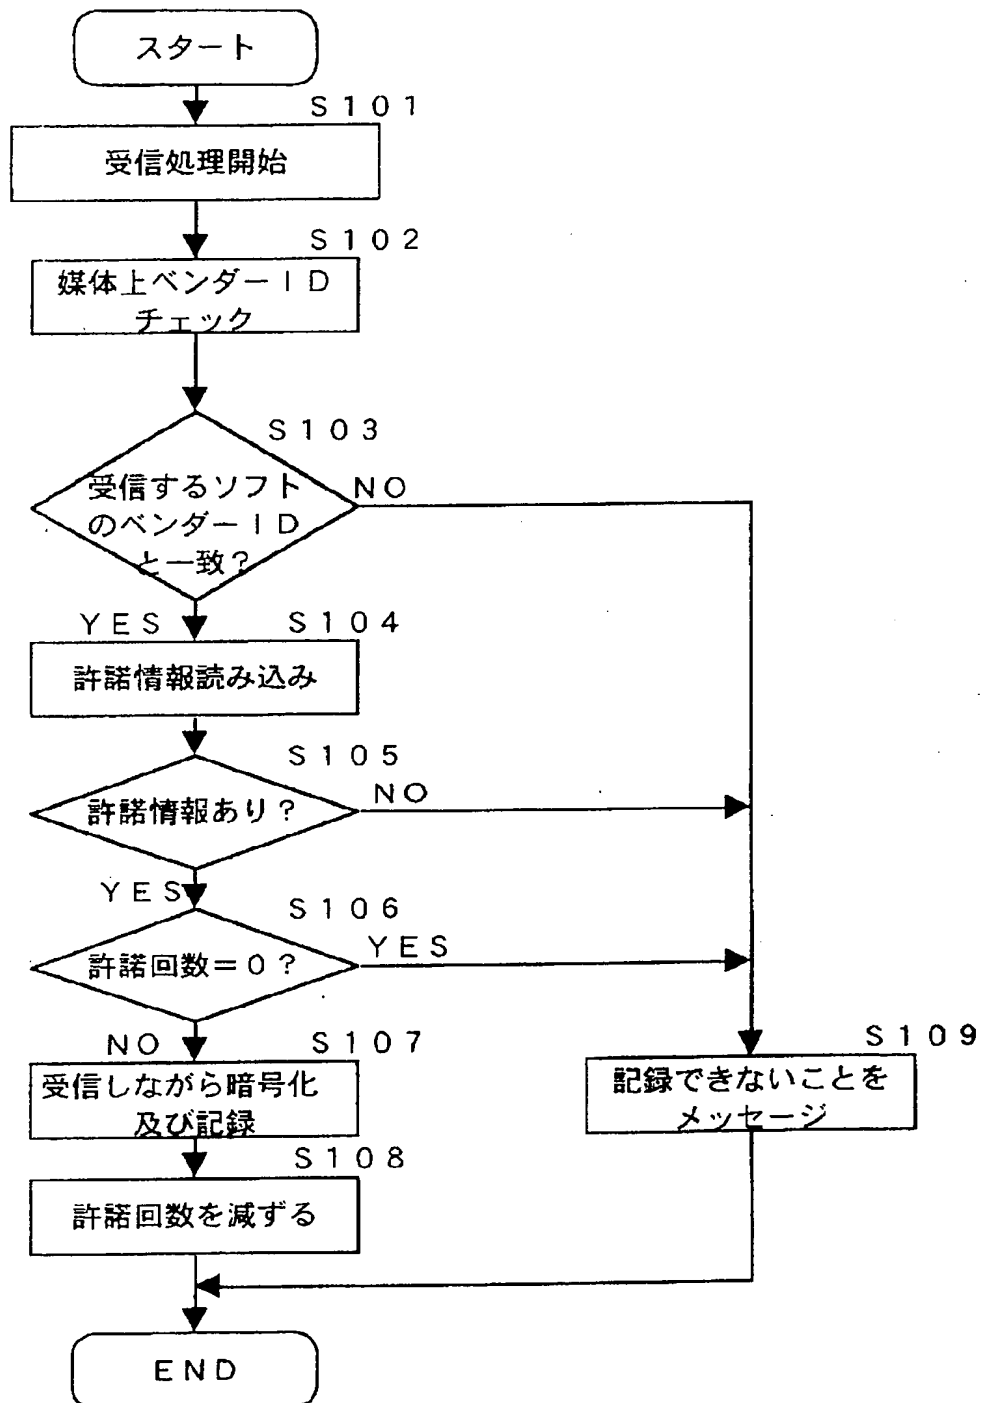 スタート
S101
受信処理開始
S102
媒体上ベンダーID
チェック
S103
受信するソフト
のベンダーID
と一致?
NO
YES
S104
許諾情報読み込み
S105
許諾情報あり?
NO
YES
S106
許諾回数=0?
YES
NO
S107
受信しながら暗号化
及び記録
S109
記録できないことを
メッセージ
S108
許諾回数を減ずる
END